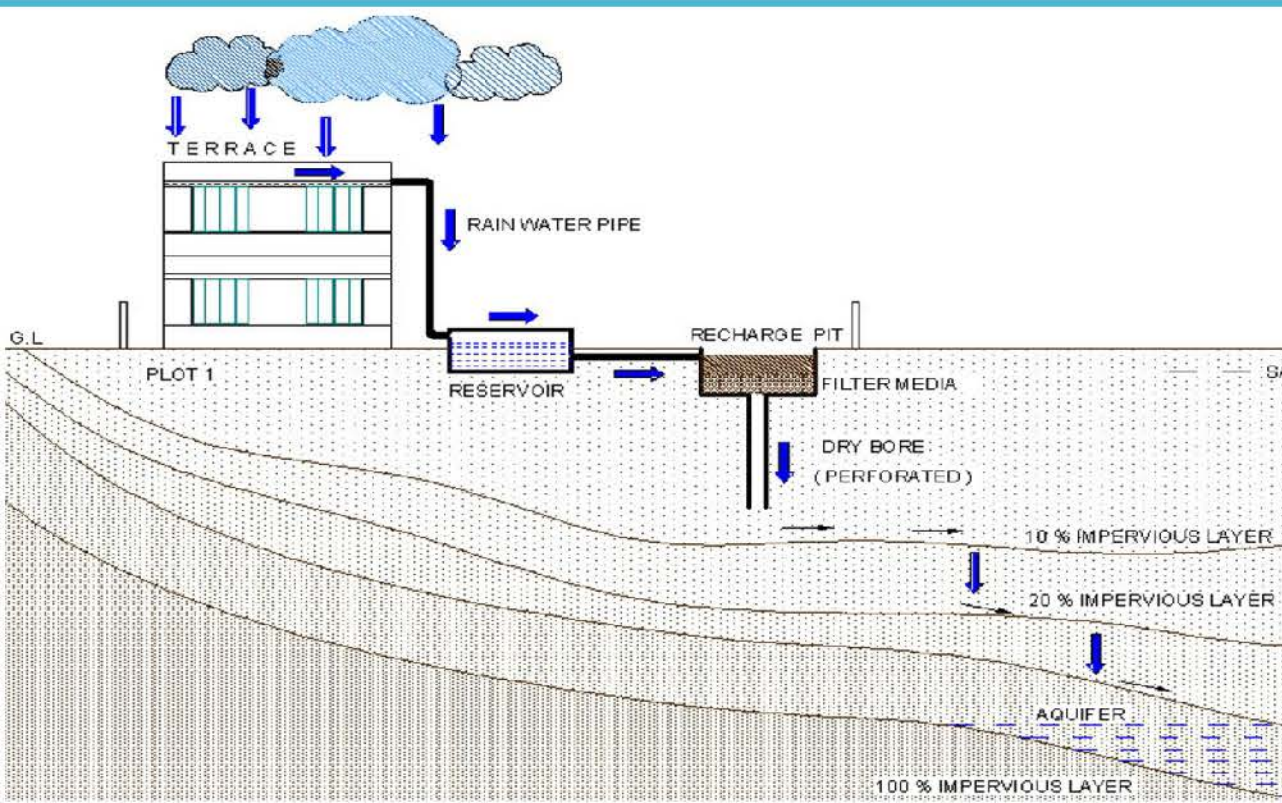 TERRACE
RAIN WATER PIPE
G.L
RECHARGE PIT
PLOT 1
RESERVOIR
FILTER MEDIA
DRY BORE
(PERFORATED)
10 % IMPERVIOUS LAYER
20 % IMPERVIOUS LAYER
AQUIFER
100 % IMPERVIOUS LAYER